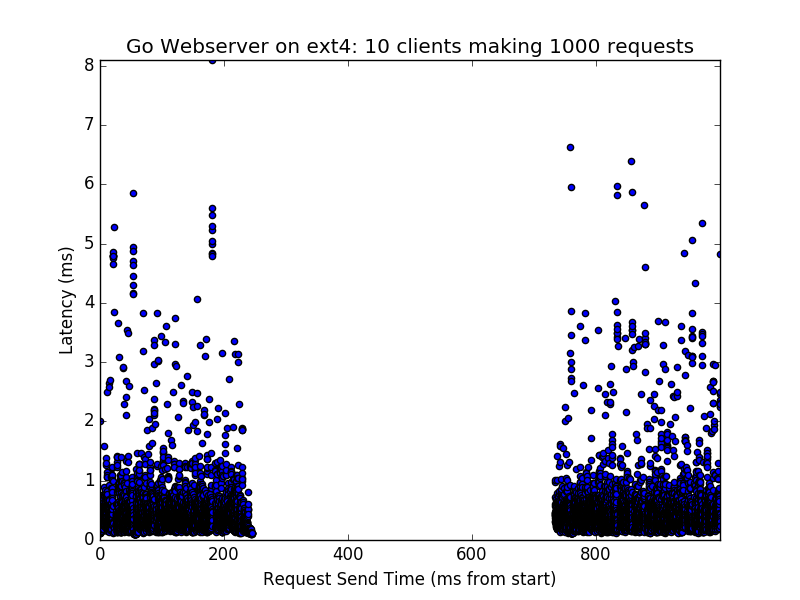 Go Webserver on ext4: 10 clients making 1000 requests
8
7
6
5
4
3
2
1
0
Latency (ms)
0 200 400 600 800
Request Send Time (ms from start)